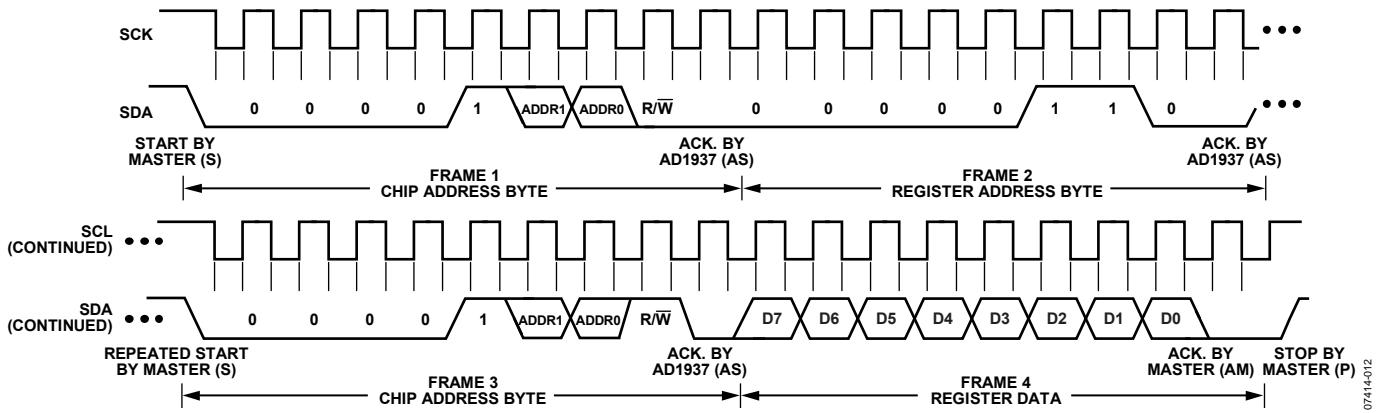 SCK
SDA 0 0 0 0 1 ADDR1 ADDR0 R/W̅ 0 0 0 0 0 1 1 0
START BY
MASTER (S)
ACK. BY
AD1937 (AS)
ACK. BY
AD1937 (AS)
FRAME 1
CHIP ADDRESS BYTE
FRAME 2
REGISTER ADDRESS BYTE
SCL
(CONTINUED)
SDA
(CONTINUED)
0 0 0 0 1 ADDR1 ADDR0 R/W̅ D7 D6 D5 D4 D3 D2 D1 D0
REPEATED START
BY MASTER (S)
ACK. BY
AD1937 (AS)
ACK. BY
MASTER (AM)
STOP BY
MASTER (P)
FRAME 3
CHIP ADDRESS BYTE
FRAME 4
REGISTER DATA
07414-012